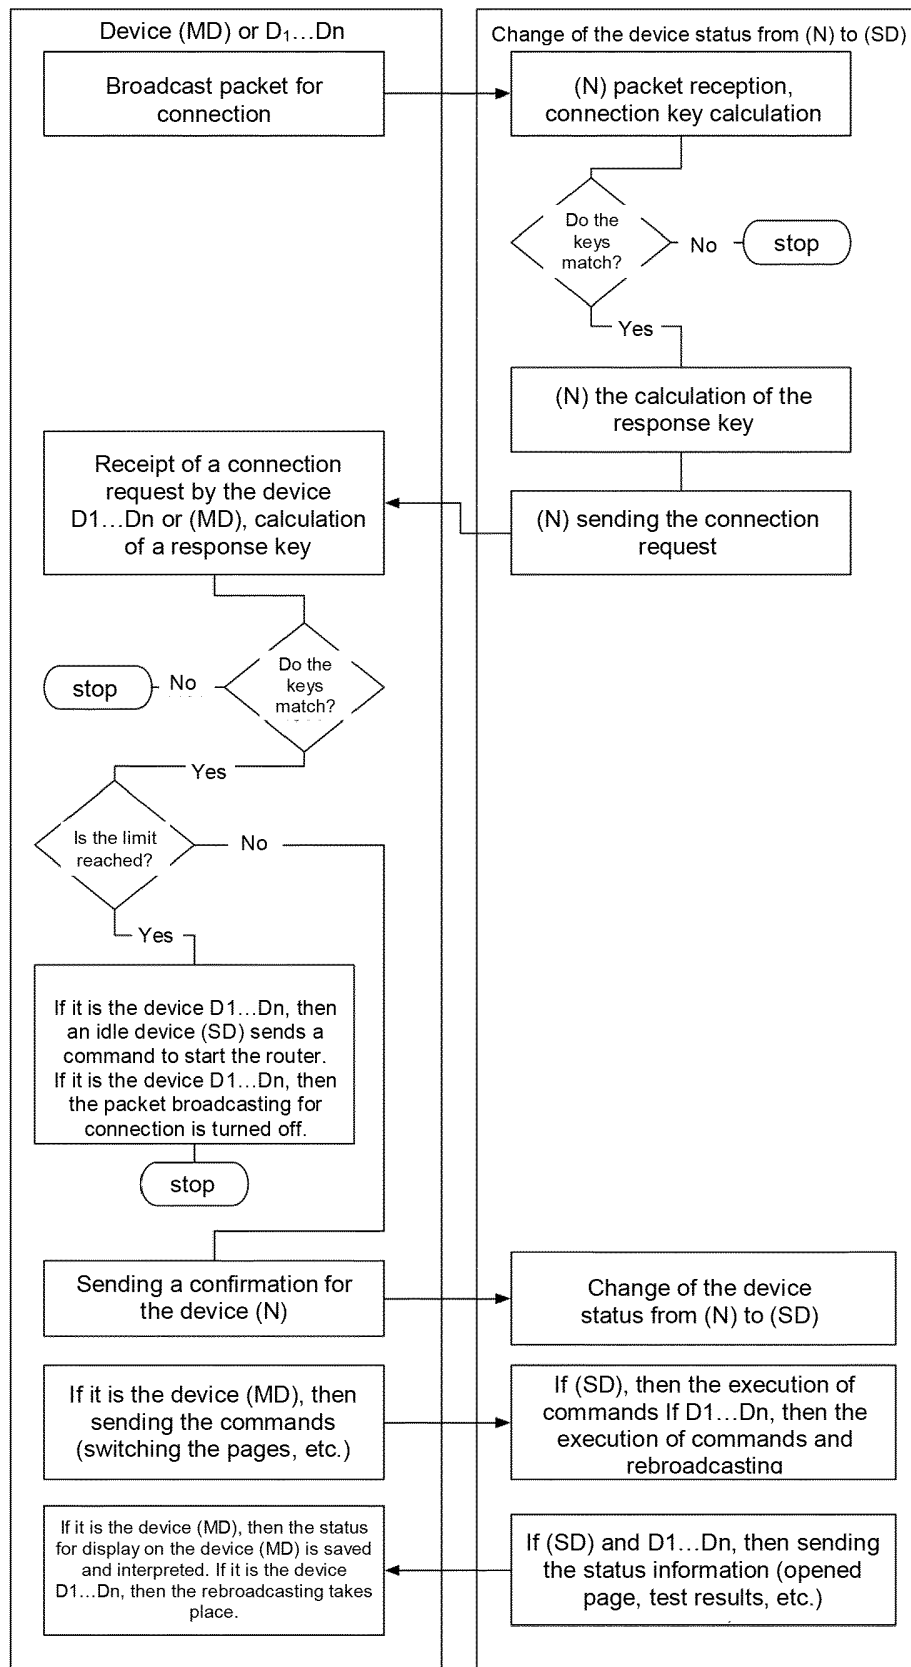 Device (MD) or D₁…Dn
Change of the device status from (N) to (SD)
Broadcast packet for
connection
(N) packet reception,
connection key calculation
Do the
keys
match?
No
stop
Yes
(N) the calculation of the
response key
(N) sending the connection
request
Receipt of a connection
request by the device
D1…Dn or (MD), calculation
of a response key
Do the
keys
match?
No
stop
Yes
Is the limit
reached?
No
Yes
If it is the device D1…Dn, then
an idle device (SD) sends a
command to start the router.
If it is the device D1…Dn, then
the packet broadcasting for
connection is turned off.
stop
Sending a confirmation for
the device (N)
Change of the device
status from (N) to (SD)
If it is the device (MD), then
sending the commands
(switching the pages, etc.)
If (SD), then the execution of
commands If D1…Dn, then the
execution of commands and
rebroadcasting
If (SD) and D1…Dn, then sending
the status information (opened
page, test results, etc.)
If it is the device (MD), then the status
for display on the device (MD) is saved
and interpreted. If it is the device
D1…Dn, then the rebroadcasting takes
place.